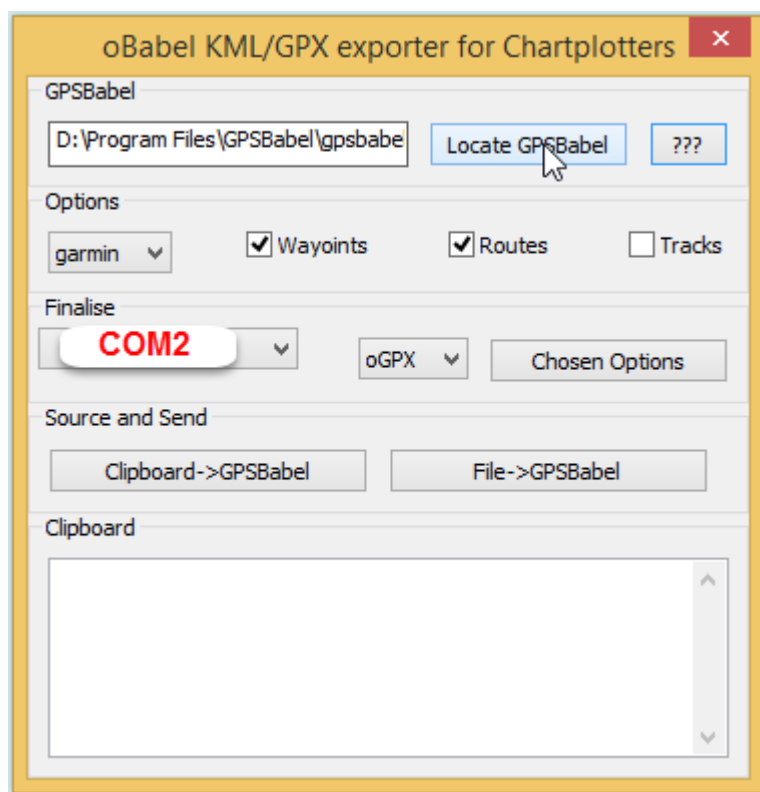 oBabel KML/GPX exporter for Chartplotters
GPSBabel
D:\Program Files\GPSBabel\gpsbabel
Locate GPSBabel
???
Options
garmin
Wayoints
Routes
Tracks
Finalise
COM2
oGPX
Chosen Options
Source and Send
Clipboard->GPSBabel
File->GPSBabel
Clipboard